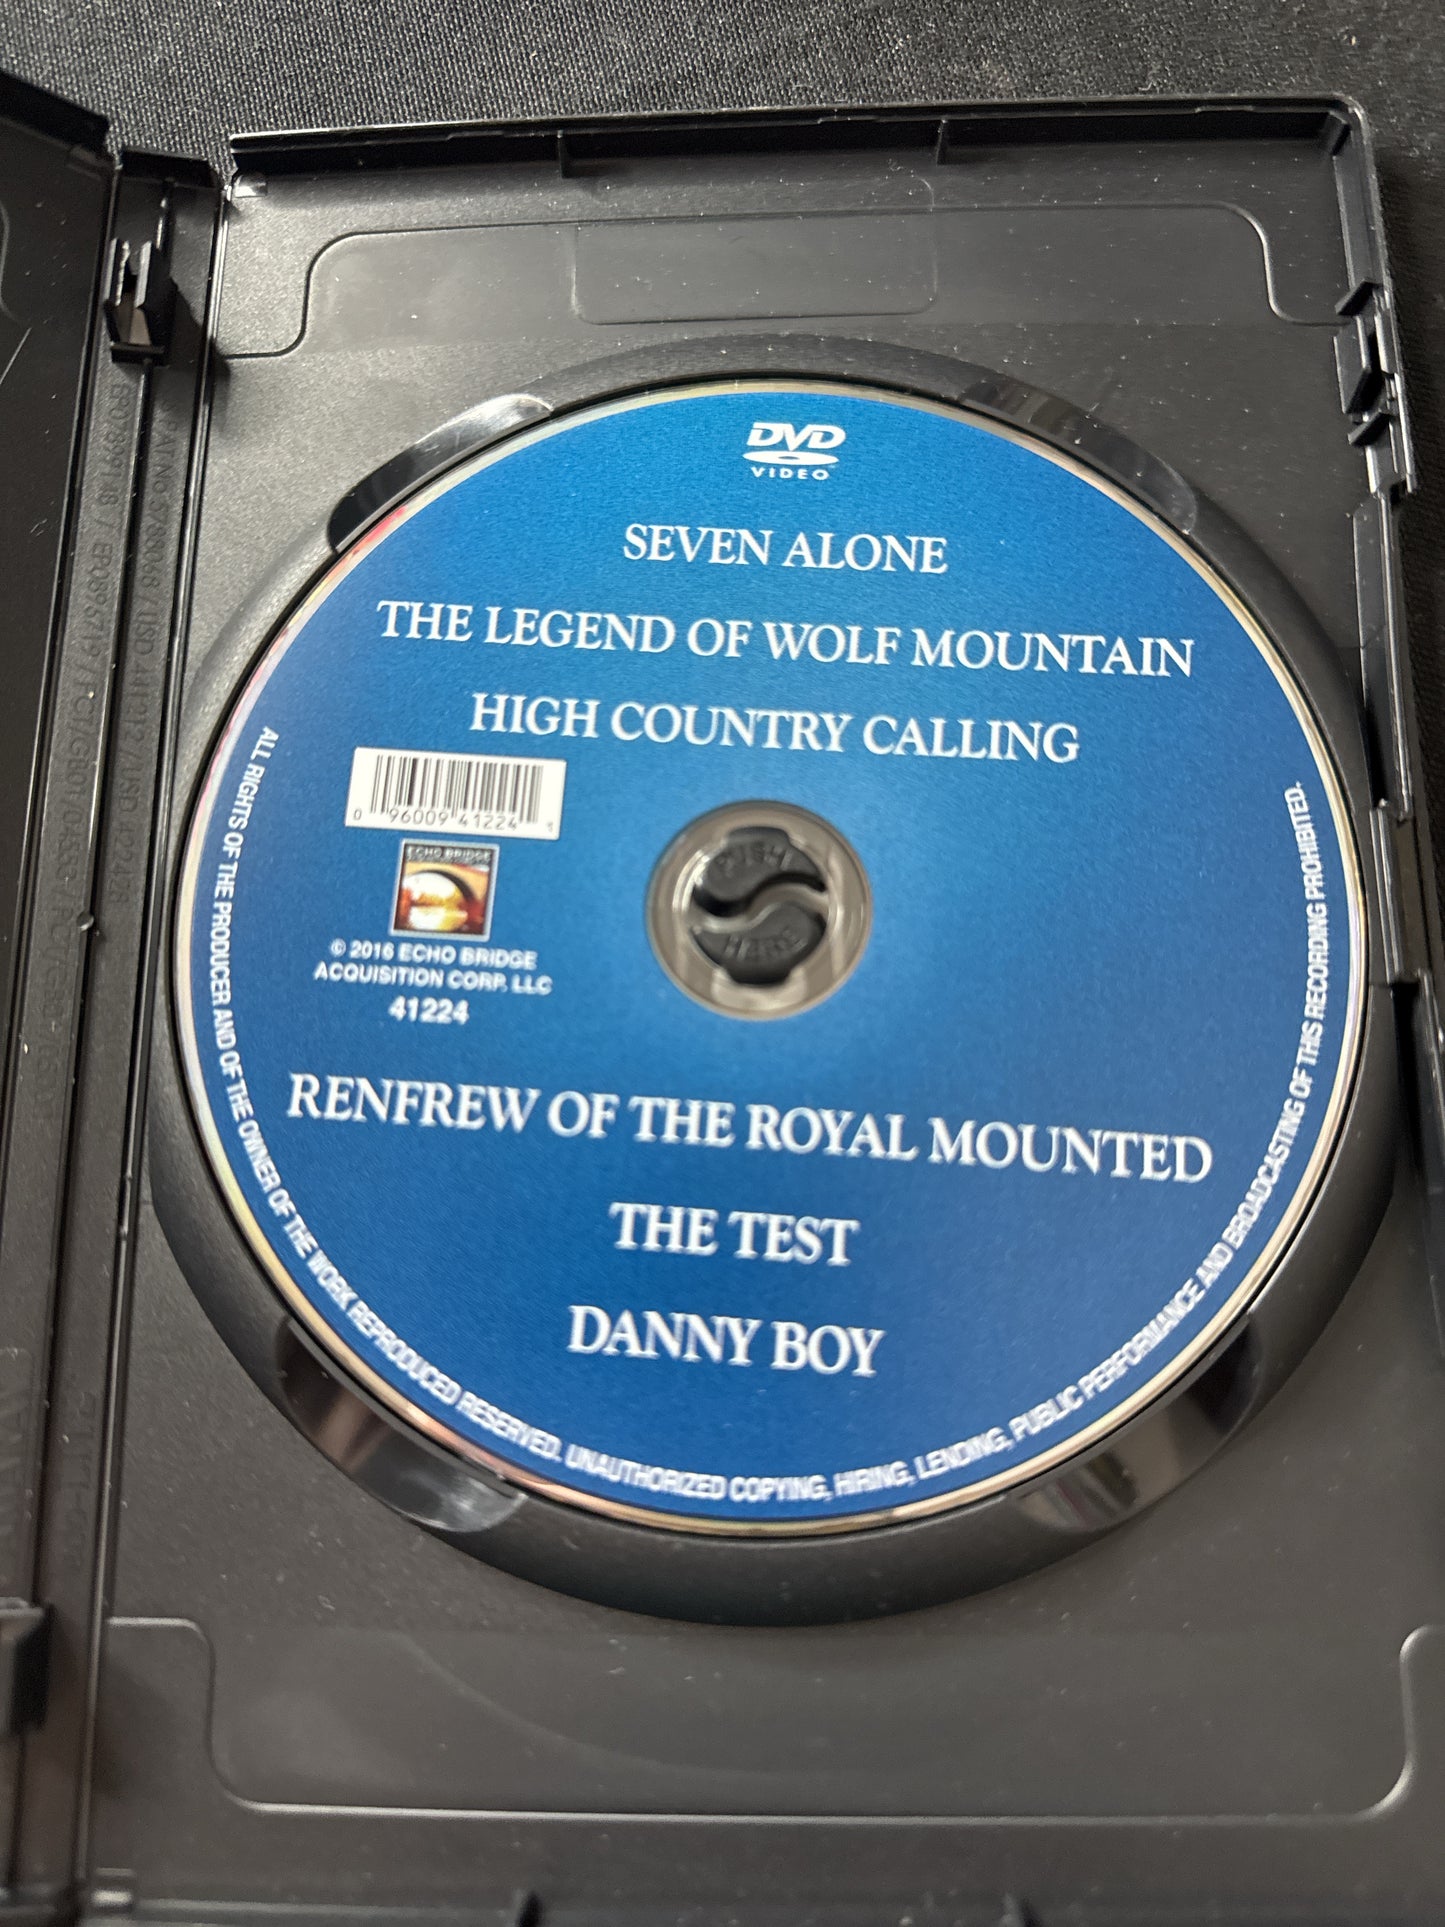 DVD
VIDEO
SEVEN ALONE
THE LEGEND OF WOLF MOUNTAIN
HIGH COUNTRY CALLING
0 96009 41224
ECHO BRIDGE
© 2016 ECHO BRIDGE
ACQUISITION CORP, LLC
41224
PUSH
HERE
RENFREW OF THE ROYAL MOUNTED
THE TEST
DANNY BOY
ALL RIGHTS OF THE PRODUCER AND OF THE OWNER OF THE WORK REPRODUCED RESERVED. UNAUTHORIZED COPYING, HIRING, LENDING, PUBLIC PERFORMANCE AND BROADCASTING OF THIS RECORDING PROHIBITED.